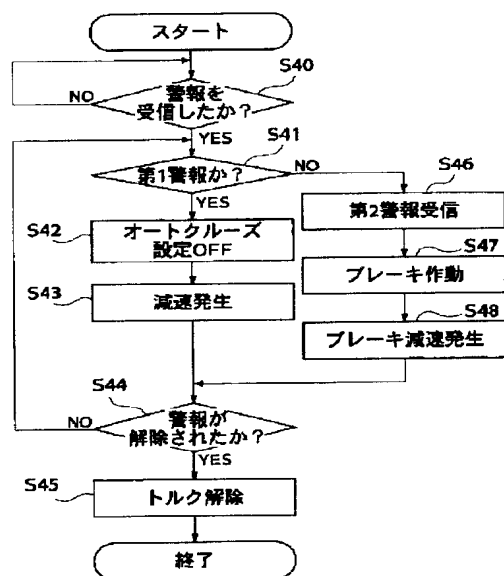 スタート
S40
警報を
受信したか?
NO
YES
S41
第1警報か?
NO
YES
S42
オートクルーズ
設定OFF
S43
減速発生
S46
第2警報受信
S47
ブレーキ作動
S48
ブレーキ減速発生
S44
警報が
解除されたか?
NO
YES
S45
トルク解除
終了